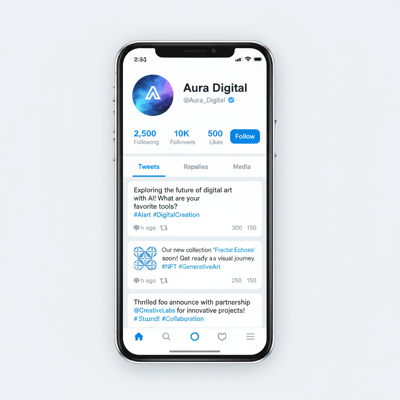 Aura Digital
@Aura_Digital
2,500 10K 500 Follow
Following Followers Likes
Tweets Repalies Media
Exploring the future of digital art
with AI! What are your
favorite tools?
#AIart #DigitalCreation
h ago 300 150
Our new collection 'Fractal Echoes'
soon! Get ready as a visual journey.
#NFT #GenerativeArt
h ago 250 150
Thrilled fou announce with partnership
@CreativeLabs for innovative projects!
#Stuund! #Collaboration